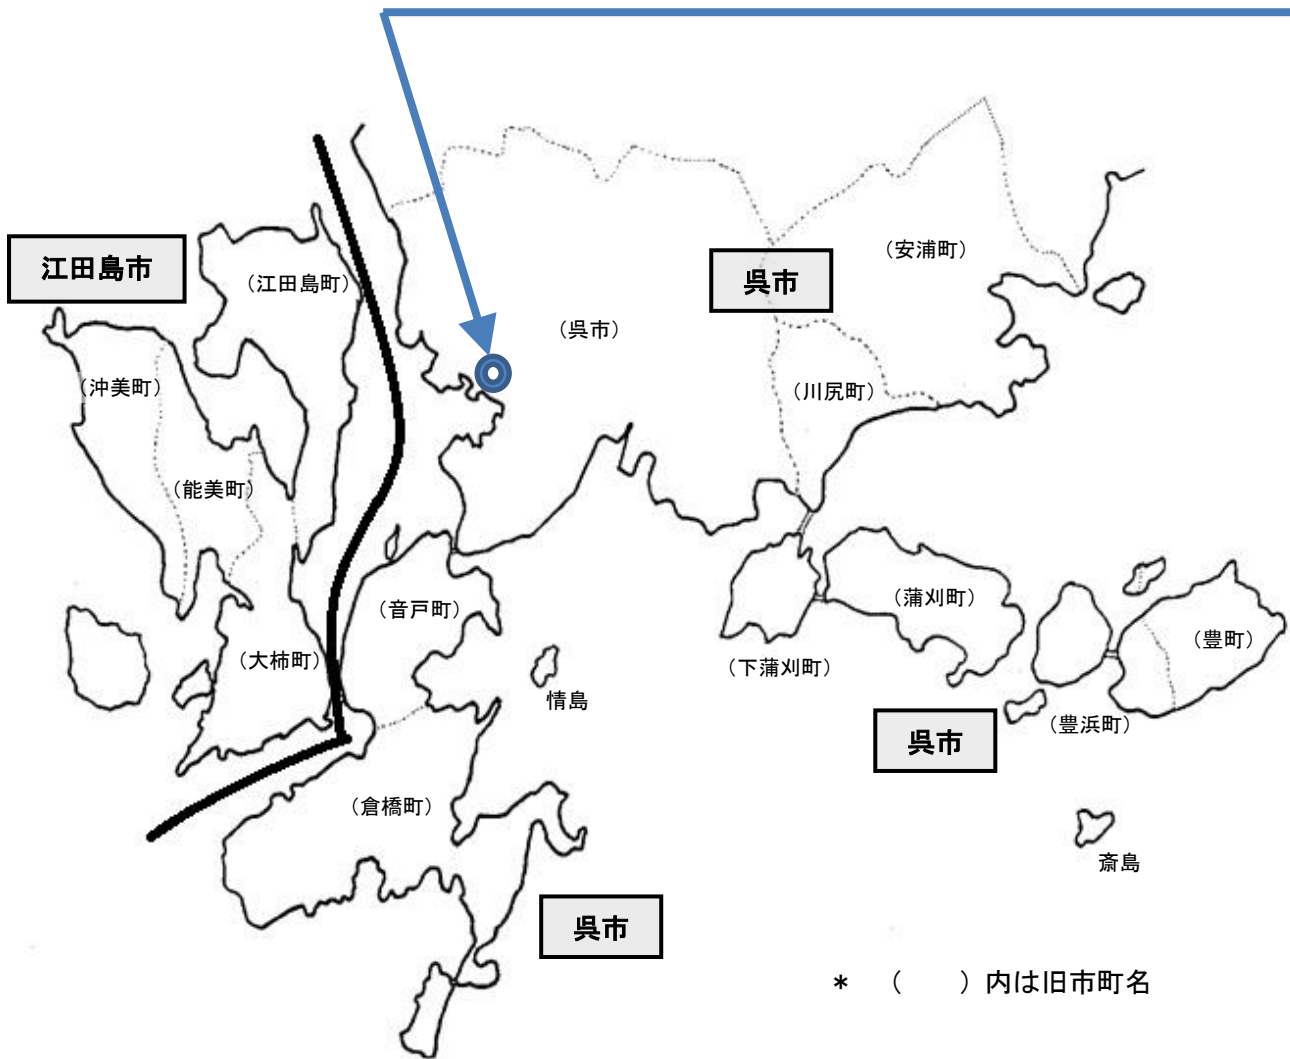 江田島市
(江田島町)
(沖美町)
(能美町)
(大柿町)
(呉市)
呉市
(安浦町)
(川尻町)
(音戸町)
情島
(下蒲刈町)
(蒲刈町)
(豊町)
(豊浜町)
呉市
斎島
(倉橋町)
呉市
* (  )内は旧市町名